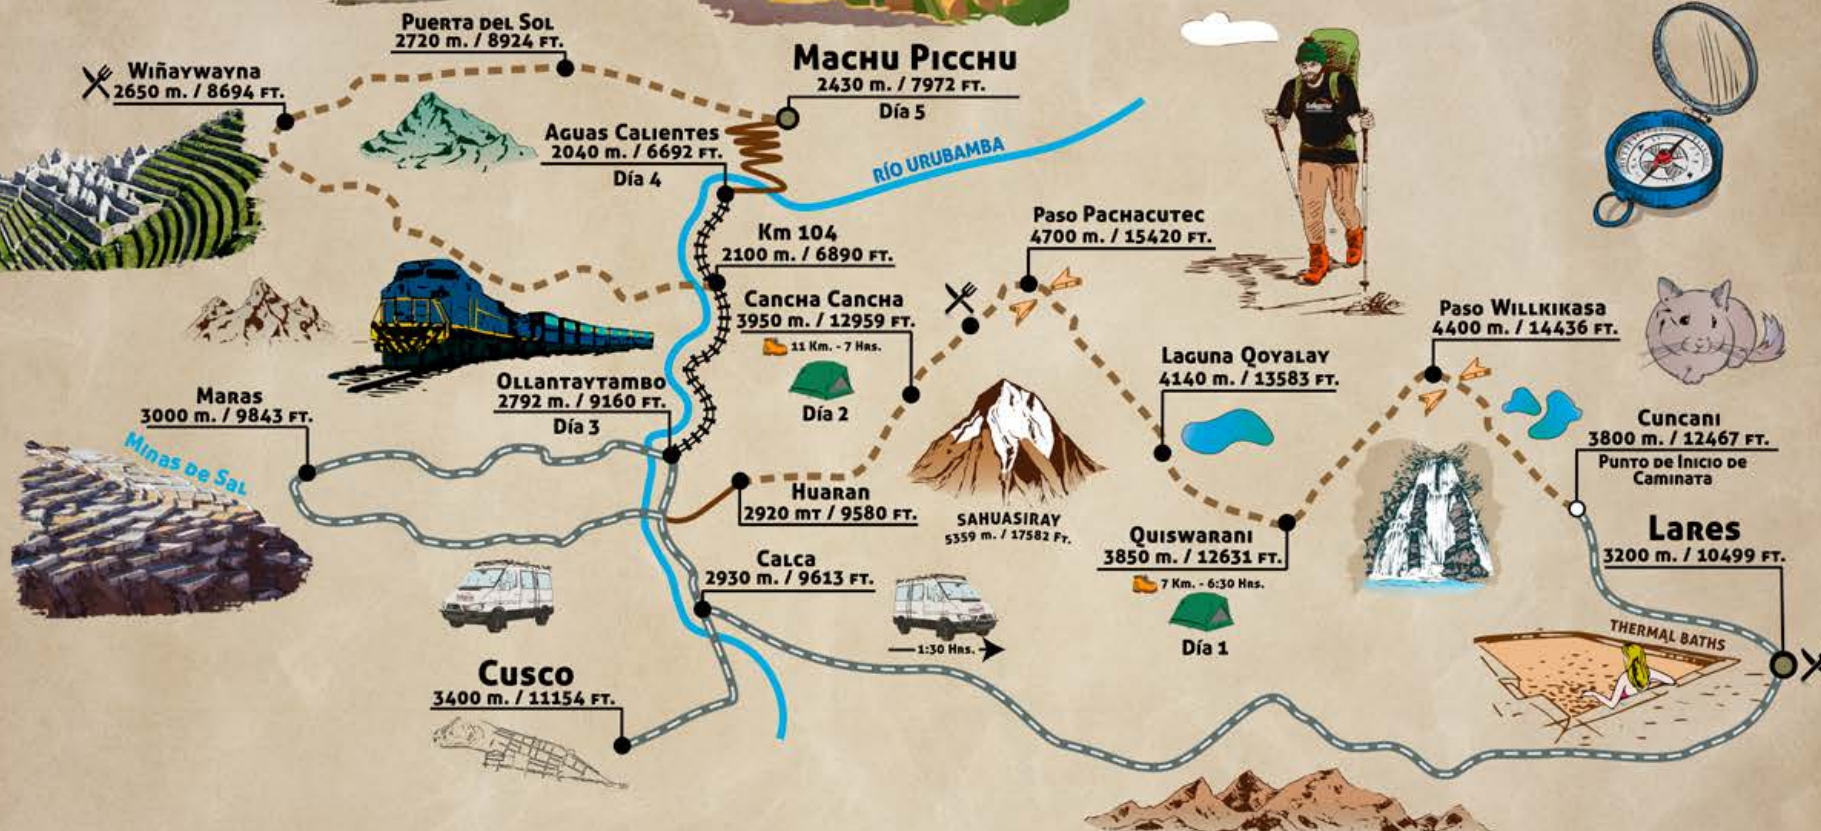 Puerta del Sol
2720 m. / 8924 FT.
Wiñaywayna
2650 m. / 8694 FT.
Machu Picchu
2430 m. / 7972 FT.
Día 5
Aguas Calientes
2040 m. / 6692 FT.
Día 4
RÍO URUBAMBA
Km 104
2100 m. / 6890 FT.
Paso Pachacutec
4700 m. / 15420 FT.
Cancha Cancha
3950 m. / 12959 FT.
11 Km. - 7 Hrs.
Día 2
Paso Willkikasa
4400 m. / 14436 FT.
Laguna Qoyalay
4140 m. / 13583 FT.
Ollantaytambo
2792 m. / 9160 FT.
Día 3
Maras
3000 m. / 9843 FT.
Minas de Sal
Cuncani
3800 m. / 12467 FT.
Punto de Inicio de
Caminata
Huaran
2920 mt / 9580 FT.
SAHUASIRAY
5359 m. / 17582 Ft.
Quiswarani
3850 m. / 12631 FT.
7 Km. - 6:30 Hrs.
Día 1
Lares
3200 m. / 10499 FT.
Calca
2930 m. / 9613 FT.
1:30 Hrs.
THERMAL BATHS
Cusco
3400 m. / 11154 FT.